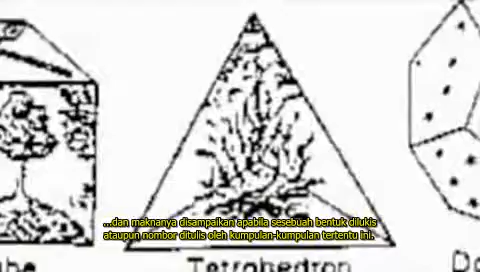 ...dan maknanya disampaikan apabila sesebuah bentuk dilukis
ataupun nombor ditulis oleh kumpulan-kumpulan tertentu ini.
Tetrahedron